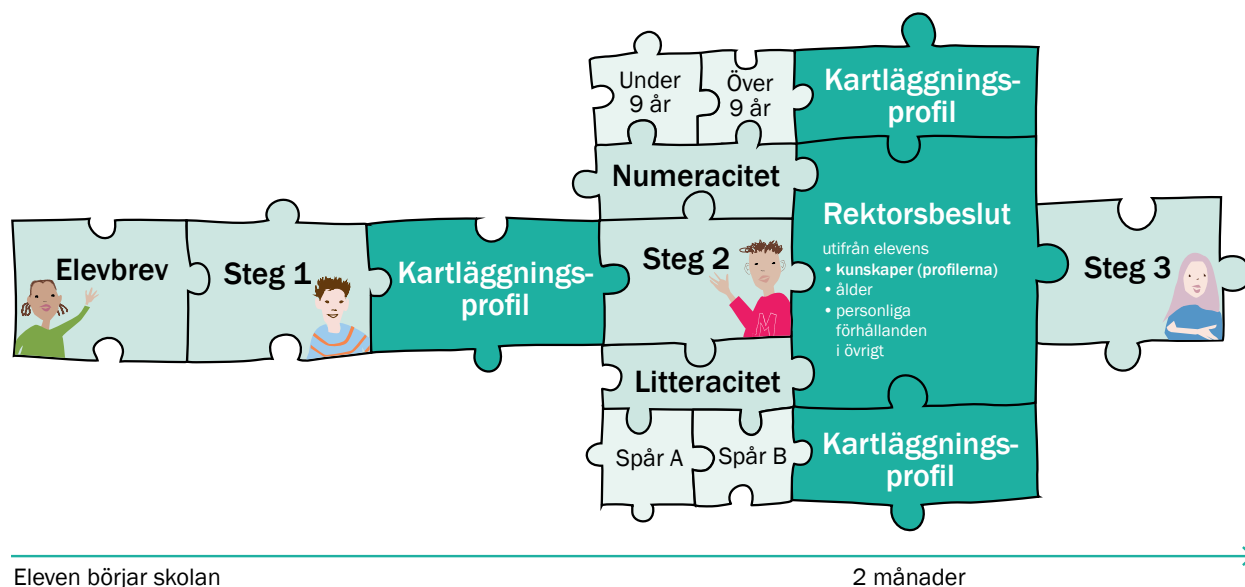 Elevbrev
Steg 1
Kartläggnings-
profil
Under
9 år
Över
9 år
Numeracitet
Steg 2
Litteracitet
Spår A
Spår B
Kartläggnings-
profil
Rektorsbeslut
utifrån elevens
• kunskaper (profilerna)
• ålder
• personliga
förhållanden
i övrigt
Kartläggnings-
profil
Steg 3
Eleven börjar skolan
2 månader
M